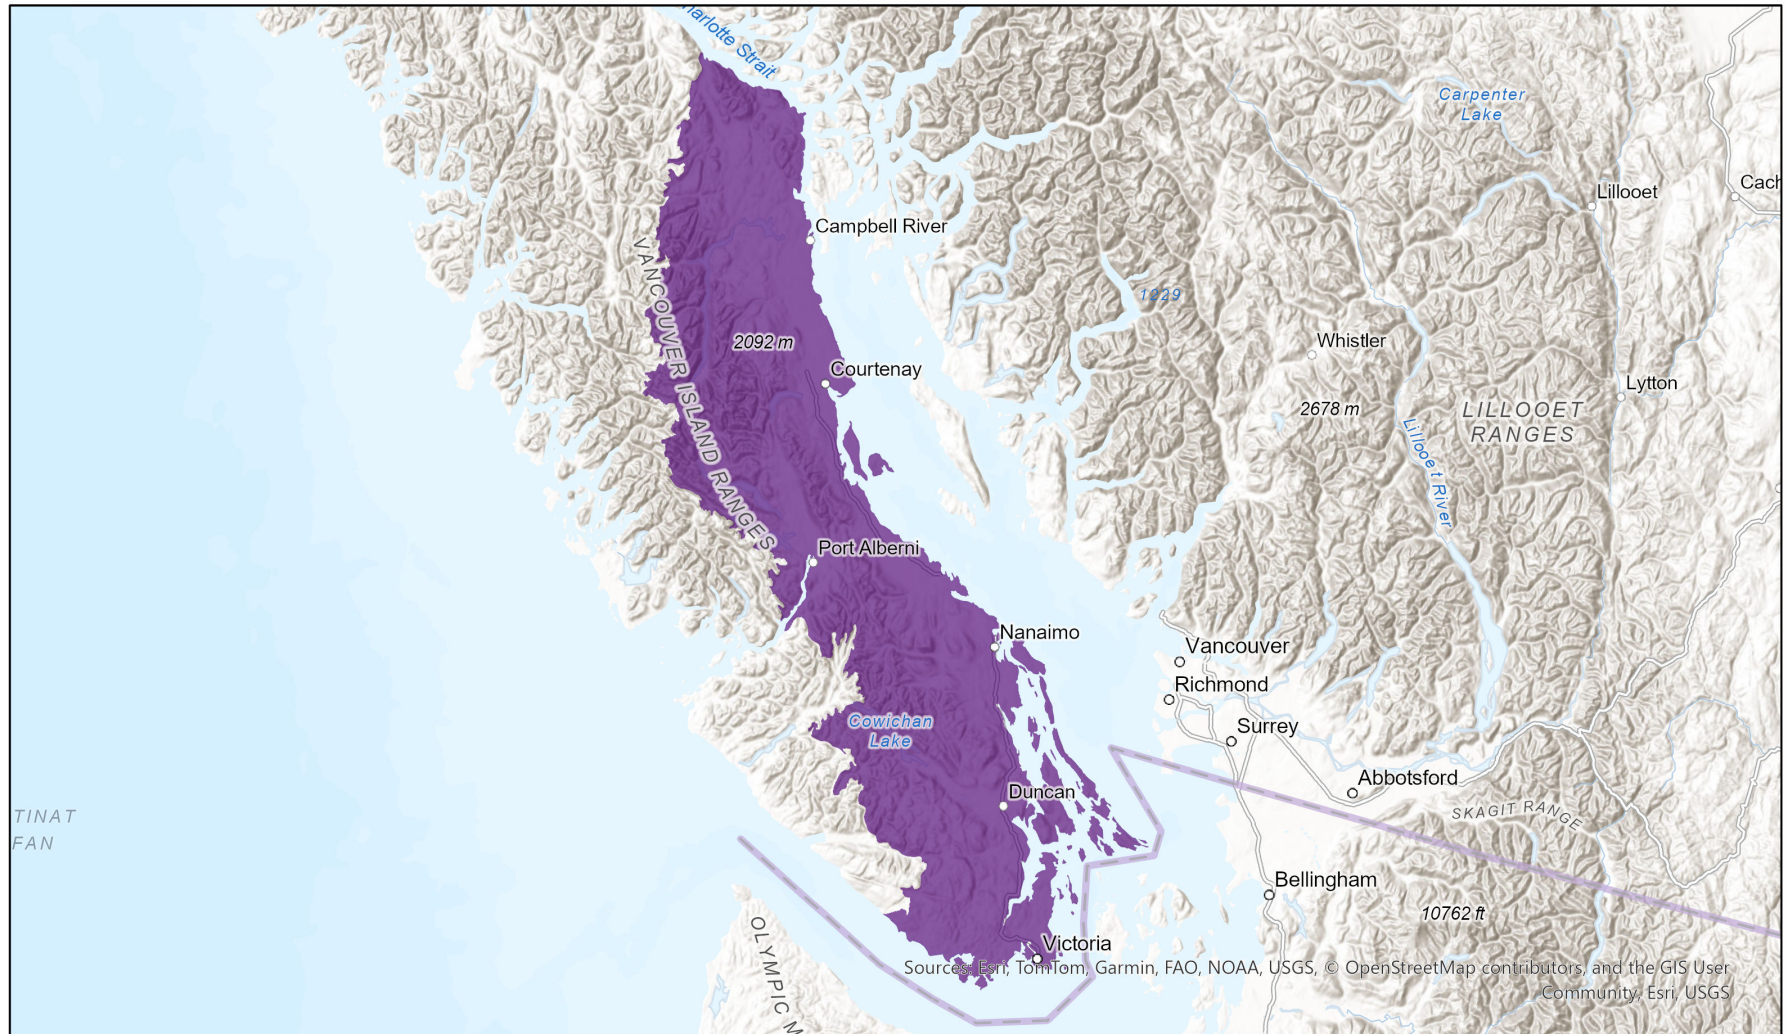 harlotte Strait
Carpenter
Lake
Lillooet
Cach
Campbell River
VANCOUVER ISLAND RANGES
1229
2092 m
Whistler
Courtenay
Lytton
2678 m
LILLOOET
RANGES
Lillooet River
Port Alberni
Nanaimo
Vancouver
Richmond
Cowichan
Lake
Surrey
Duncan
Abbotsford
TINAT
FAN
SKAGIT RANGE
Bellingham
10762 ft
OLYMPIC M
Victoria
Sources: Esri, TomTom, Garmin, FAO, NOAA, USGS, © OpenStreetMap contributors, and the GIS User
Community, Esri, USGS